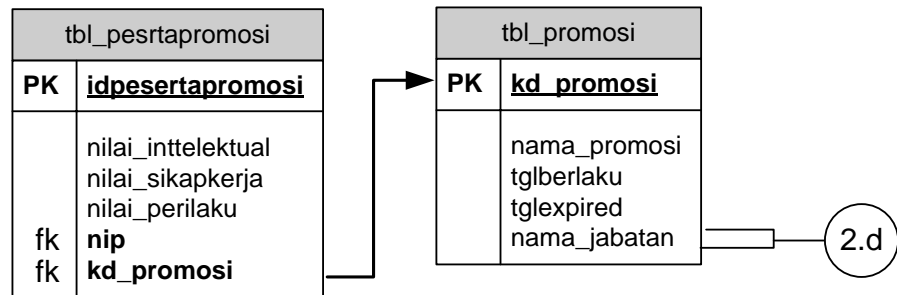 tbl_pesrtapromosi
PK idpesertapromosi
nilai_inttelektual
nilai_sikapkerja
nilai_perilaku
fk nip
fk kd_promosi
tbl_promosi
PK kd_promosi
nama_promosi
tglberlaku
tglexpired
nama_jabatan
2.d